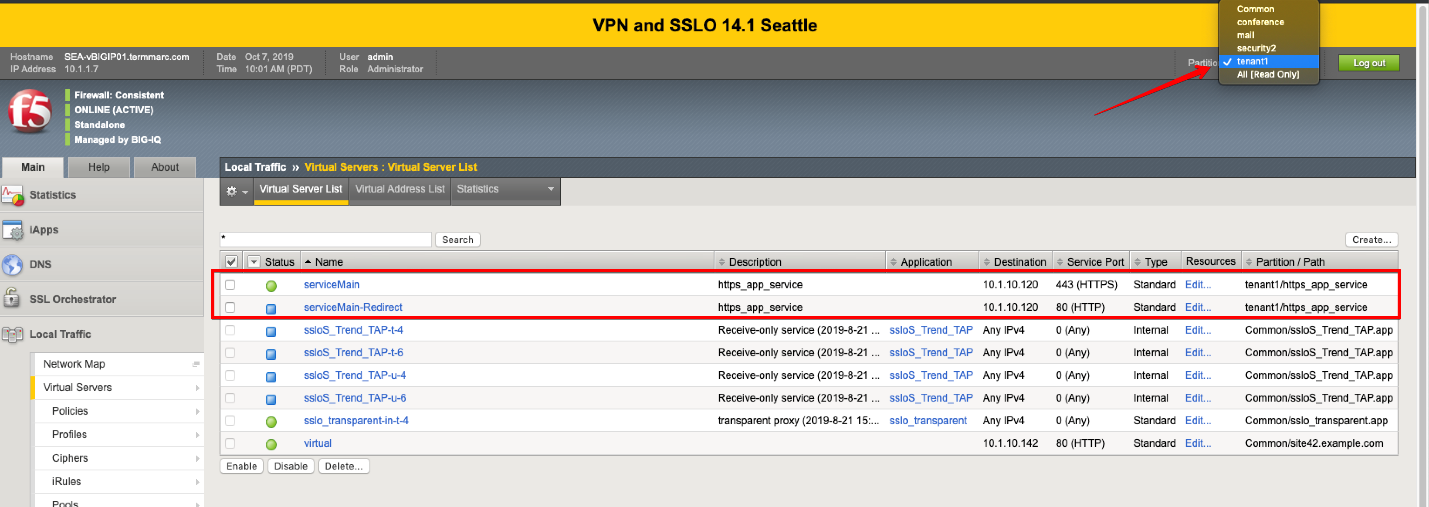 VPN and SSLO 14.1 Seattle
Common
conference
mail
security2
✓ tenant1
All [Read Only]
Hostname SEA-vBIGIP01.termmarc.com
IP Address 10.1.1.7
Date Oct 7, 2019
Time 10:01 AM (PDT)
User admin
Role Administrator
Partitio
Log out
f5
Firewall: Consistent
ONLINE (ACTIVE)
Standalone
Managed by BIG-IQ
Main Help About
Local Traffic » Virtual Servers : Virtual Server List
Virtual Server List Virtual Address List Statistics
Statistics
iApps
DNS
SSL Orchestrator
Local Traffic
Network Map
Virtual Servers
Policies
Profiles
Ciphers
iRules
Pools
* Search Create...
Status Name Description Application Destination Service Port Type Resources Partition / Path
serviceMain https_app_service 10.1.10.120 443 (HTTPS) Standard Edit... tenant1/https_app_service
serviceMain-Redirect https_app_service 10.1.10.120 80 (HTTP) Standard Edit... tenant1/https_app_service
ssloS_Trend_TAP-t-4 Receive-only service (2019-8-21 ... ssloS_Trend_TAP Any IPv4 0 (Any) Internal Edit... Common/ssloS_Trend_TAP.app
ssloS_Trend_TAP-t-6 Receive-only service (2019-8-21 ... ssloS_Trend_TAP Any IPv4 0 (Any) Internal Edit... Common/ssloS_Trend_TAP.app
ssloS_Trend_TAP-u-4 Receive-only service (2019-8-21 ... ssloS_Trend_TAP Any IPv4 0 (Any) Internal Edit... Common/ssloS_Trend_TAP.app
ssloS_Trend_TAP-u-6 Receive-only service (2019-8-21 ... ssloS_Trend_TAP Any IPv4 0 (Any) Internal Edit... Common/ssloS_Trend_TAP.app
sslo_transparent-in-t-4 transparent proxy (2019-8-21 15:... sslo_transparent Any IPv4 0 (Any) Standard Edit... Common/sslo_transparent.app
virtual 10.1.10.142 80 (HTTP) Standard Edit... Common/site42.example.com
Enable Disable Delete...